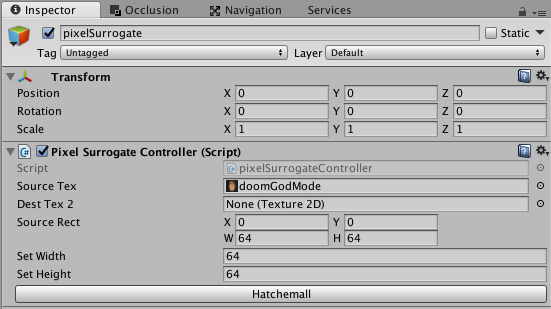 Inspector Occlusion Navigation Services
pixelSurrogate Static
Tag Untagged Layer Default
Transform
Position X 0 Y 0 Z 0
Rotation X 0 Y 0 Z 0
Scale X 1 Y 1 Z 1
Pixel Surrogate Controller (Script)
Script pixelSurrogateController
Source Tex doomGodMode
Dest Tex 2 None (Texture 2D)
Source Rect X 0 Y 0
W 64 H 64
Set Width 64
Set Height 64
Hatchemall